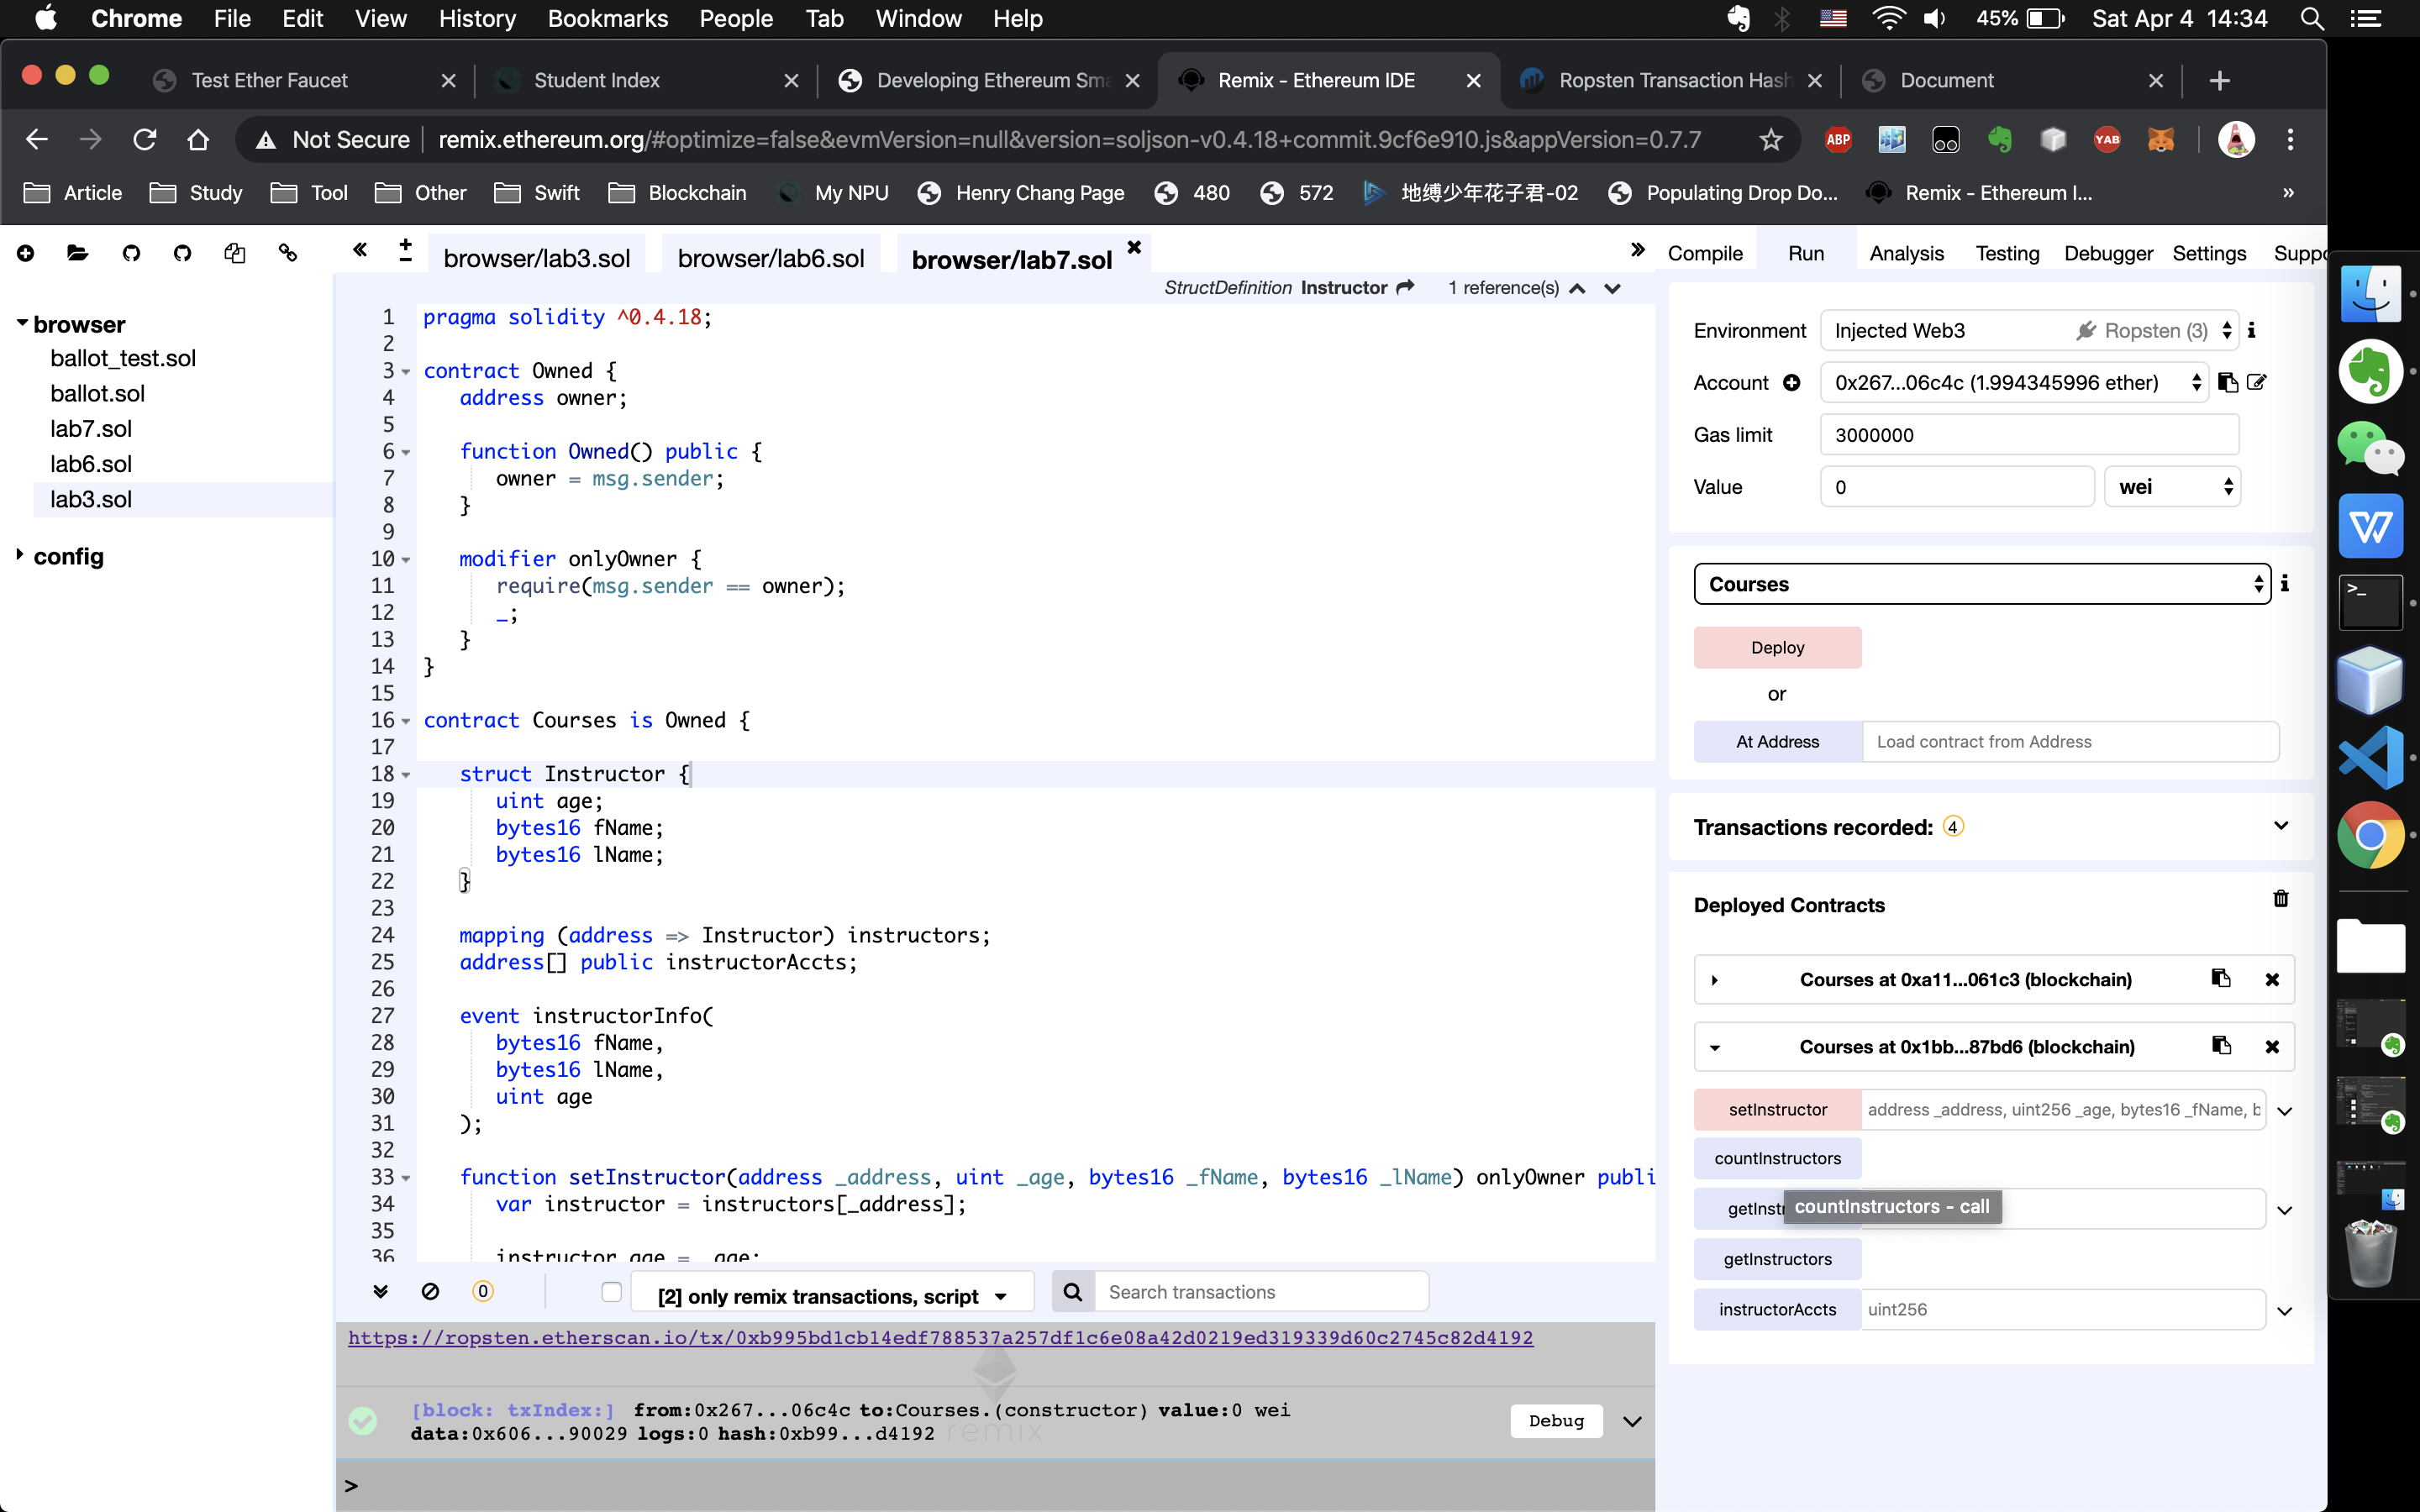 Chrome File Edit View History Bookmarks People Tab Window Help 45% Sat Apr 4 14:34
Test Ether Faucet Student Index Developing Ethereum Sma Remix - Ethereum IDE Ropsten Transaction Hash Document
Not Secure remix.ethereum.org/#optimize=false&evmVersion=null&version=soljson-v0.4.18+commit.9cf6e910.js&appVersion=0.7.7 ABP YAB
Article Study Tool Other Swift Blockchain My NPU Henry Chang Page 480 572 地缚少年花子君-02 Populating Drop Do... Remix - Ethereum I... »
browser
ballot_test.sol
ballot.sol
lab7.sol
lab6.sol
lab3.sol
config
browser/lab3.sol browser/lab6.sol browser/lab7.sol
StructDefinition Instructor 1 reference(s)
1 pragma solidity ^0.4.18;
2
3 contract Owned {
4 address owner;
5
6 function Owned() public {
7 owner = msg.sender;
8 }
9
10 modifier onlyOwner {
11 require(msg.sender == owner);
12 _;
13 }
14 }
15
16 contract Courses is Owned {
17
18 struct Instructor {
19 uint age;
20 bytes16 fName;
21 bytes16 lName;
22 }
23
24 mapping (address => Instructor) instructors;
25 address[] public instructorAccts;
26
27 event instructorInfo(
28 bytes16 fName,
29 bytes16 lName,
30 uint age
31 );
32
33 function setInstructor(address _address, uint _age, bytes16 _fName, bytes16 _lName) onlyOwner publi
34 var instructor = instructors[_address];
35
36 instructor.age = _age;
0 [2] only remix transactions, script Search transactions
https://ropsten.etherscan.io/tx/0xb995bd1cb14edf788537a257df1c6e08a42d0219ed319339d60c2745c82d4192
[block: txIndex:] from:0x267...06c4c to:Courses.(constructor) value:0 wei
data:0x606...90029 logs:0 hash:0xb99...d4192
Debug
remix
>
Compile Run Analysis Testing Debugger Settings Suppo
Environment Injected Web3 Ropsten (3)
Account 0x267...06c4c (1.994345996 ether)
Gas limit 3000000
Value 0 wei
Courses
Deploy
or
At Address Load contract from Address
Transactions recorded: 4
Deployed Contracts
Courses at 0xa11...061c3 (blockchain)
Courses at 0x1bb...87bd6 (blockchain)
setInstructor address _address, uint256 _age, bytes16 _fName, b
countInstructors
getInstr countInstructors - call
getInstructors
instructorAccts uint256